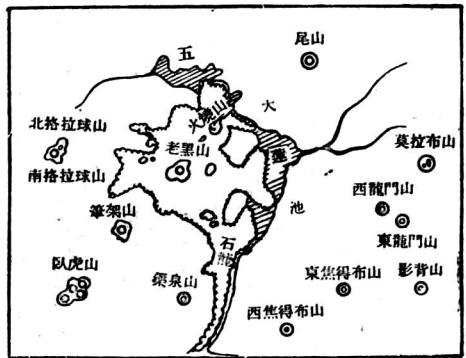 尾山
五
大
連
池
火燒山
北格拉球山
老黑山
莫拉布山
南格拉球山
西龍門山
筆架山
東龍門山
石龍
臥虎山
藥泉山
東焦得布山
影背山
西焦得布山